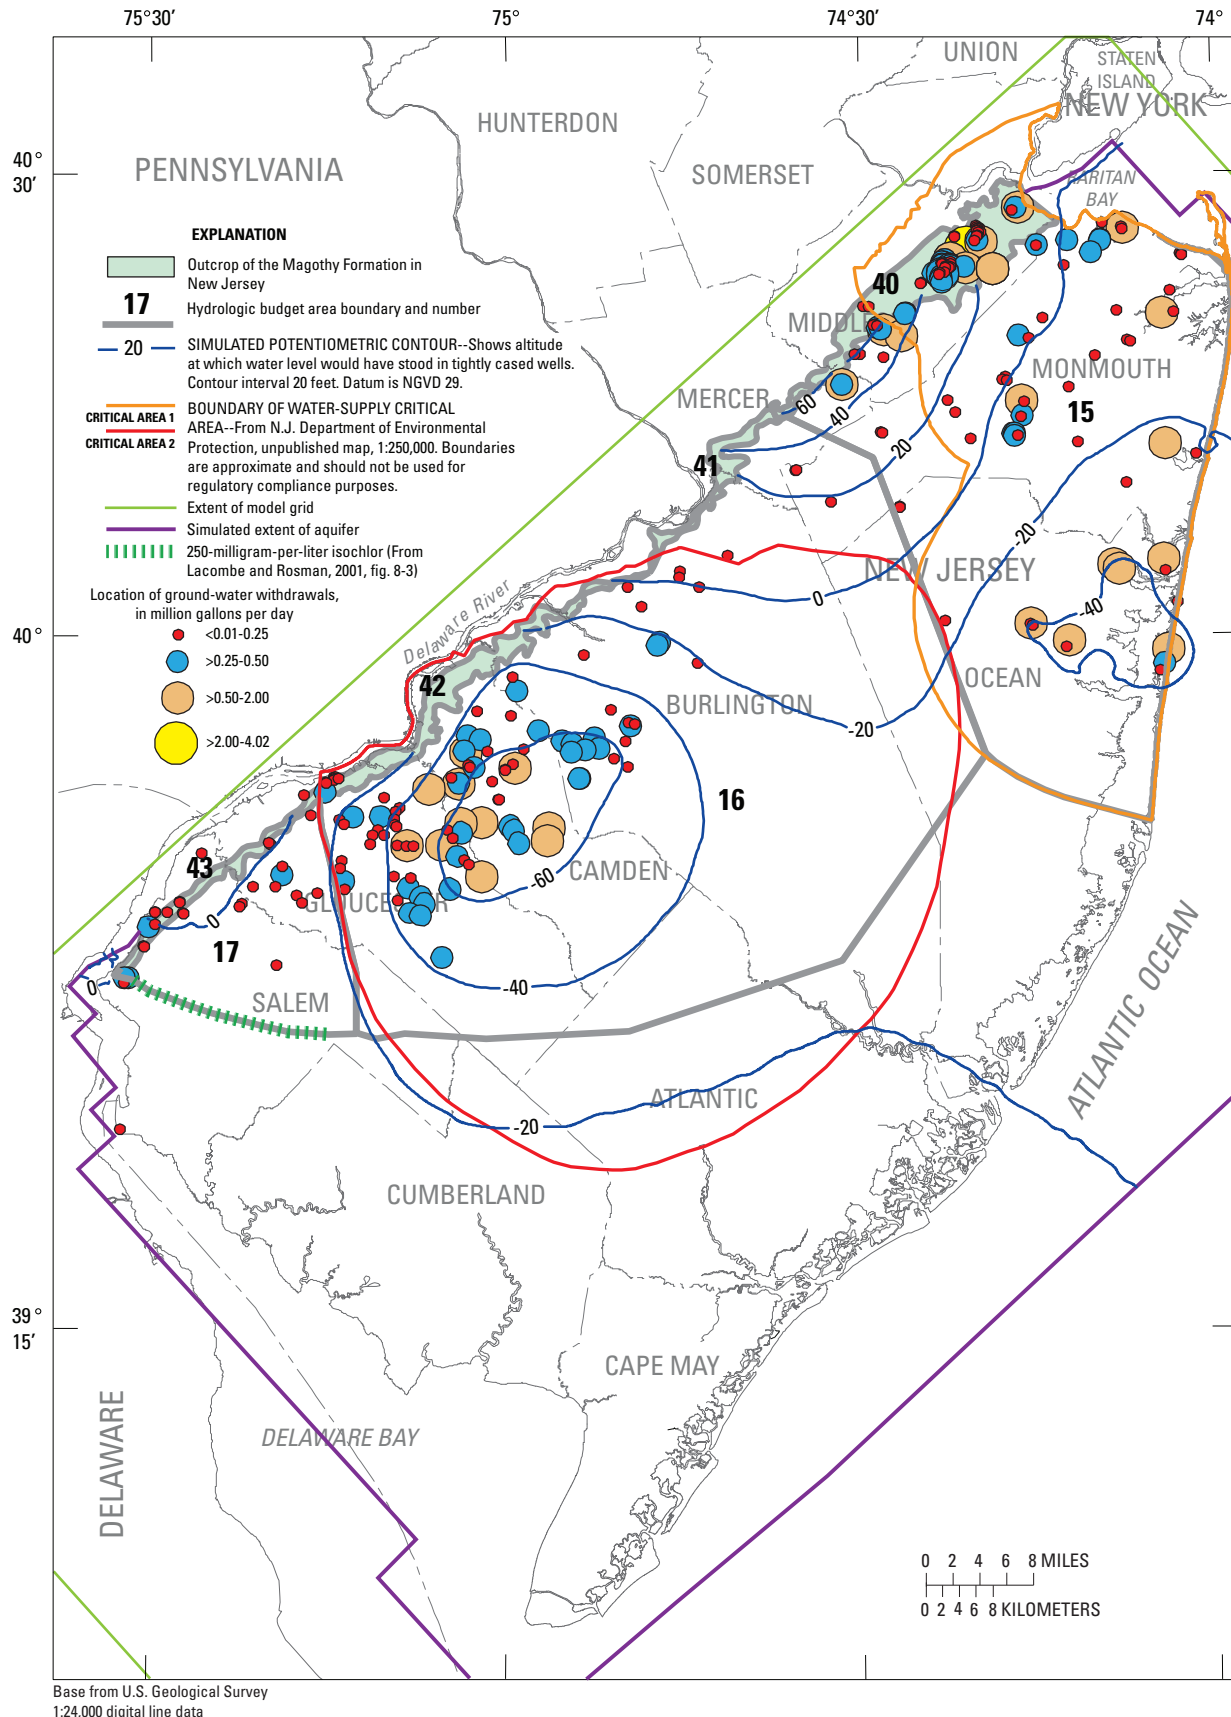 75°30'
75°
74°30'
74°
UNION
STATEN
ISLAND
NEW YORK
HUNTERDON
40°
30'
PENNSYLVANIA
SOMERSET
RARITAN
BAY
EXPLANATION
Outcrop of the Magothy Formation in
New Jersey
17
Hydrologic budget area boundary and number
20
SIMULATED POTENTIOMETRIC CONTOUR--Shows altitude
at which water level would have stood in tightly cased wells.
Contour interval 20 feet. Datum is NGVD 29.
CRITICAL AREA 1
CRITICAL AREA 2
BOUNDARY OF WATER-SUPPLY CRITICAL
AREA--From N.J. Department of Environmental
Protection, unpublished map, 1:250,000. Boundaries
are approximate and should not be used for
regulatory compliance purposes.
Extent of model grid
Simulated extent of aquifer
250-milligram-per-liter isochlor (From
Lacombe and Rosman, 2001, fig. 8-3)
Location of ground-water withdrawals,
in million gallons per day
<0.01-0.25
>0.25-0.50
>0.50-2.00
>2.00-4.02
40
MONMOUTH
MERCER
60
40
15
20
41
-20
NEW JERSEY
0
-40
Delaware River
40°
42
OCEAN
BURLINGTON
-20
16
CAMDEN
-60
43
GLOUCESTER
0
17
0
-40
SALEM
ATLANTIC OCEAN
ATLANTIC
-20
CUMBERLAND
39°
15'
CAPE MAY
DELAWARE
DELAWARE BAY
0 2 4 6 8 MILES
0 2 4 6 8 KILOMETERS
Base from U.S. Geological Survey
1:24,000 digital line data